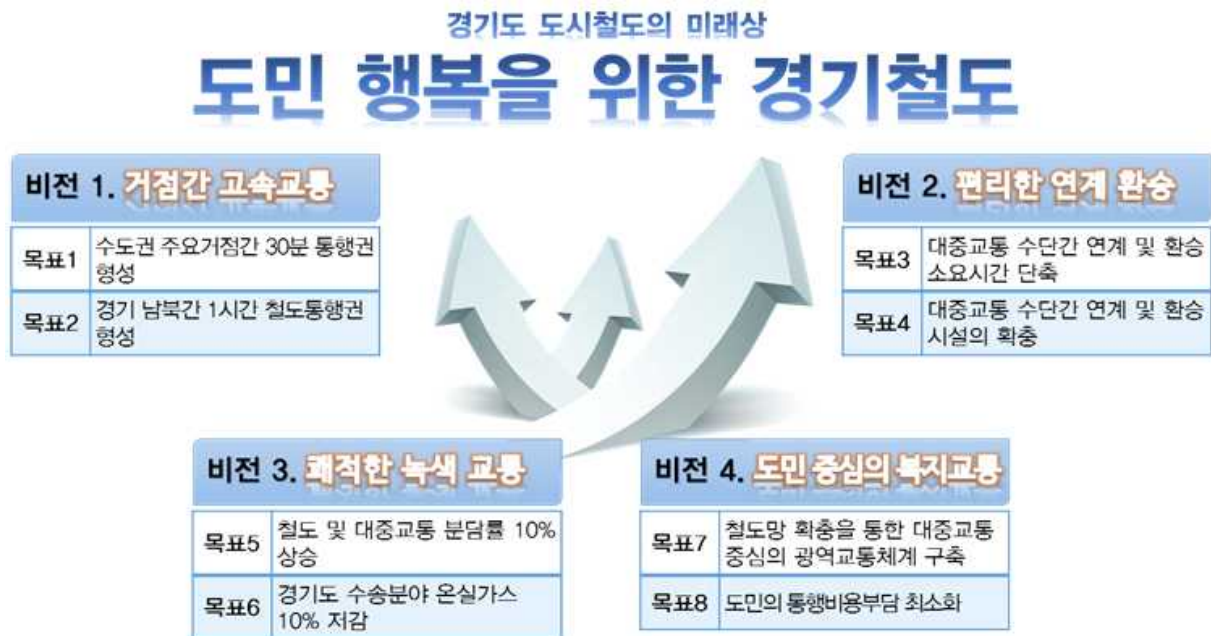 경기도 도시철도의 미래상
도민 행복을 위한 경기철도
비전 1. 거점간 고속교통
목표1 수도권 주요거점간 30분 통행권
형성
목표2 경기 남북간 1시간 철도통행권
형성
비전 2. 편리한 연계 환승
목표3 대중교통 수단간 연계 및 환승
소요시간 단축
목표4 대중교통 수단간 연계 및 환승
시설의 확충
비전 3. 쾌적한 녹색 교통
목표5 철도 및 대중교통 분담률 10%
상승
목표6 경기도 수송분야 온실가스
10% 저감
비전 4. 도민 중심의 복지교통
목표7 철도망 확충을 통한 대중교통
중심의 광역교통체계 구축
목표8 도민의 통행비용부담 최소화